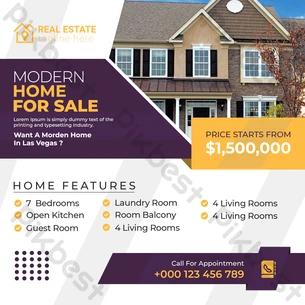 REAL ESTATE
MODERN
HOME
FOR SALE
Lorem Ipsum is simply dummy text of the
printing and typesetting industry.
Want A Morden Home
In Las Vegas ?
PRICE STARTS FROM
$1,500,000
HOME FEATURES
7 Bedrooms
Open Kitchen
Guest Room
Laundry Room
Room Balcony
4 Living Rooms
4 Living Rooms
4 Living Rooms
Call For Appointment
+000 123 456 789
pikbest